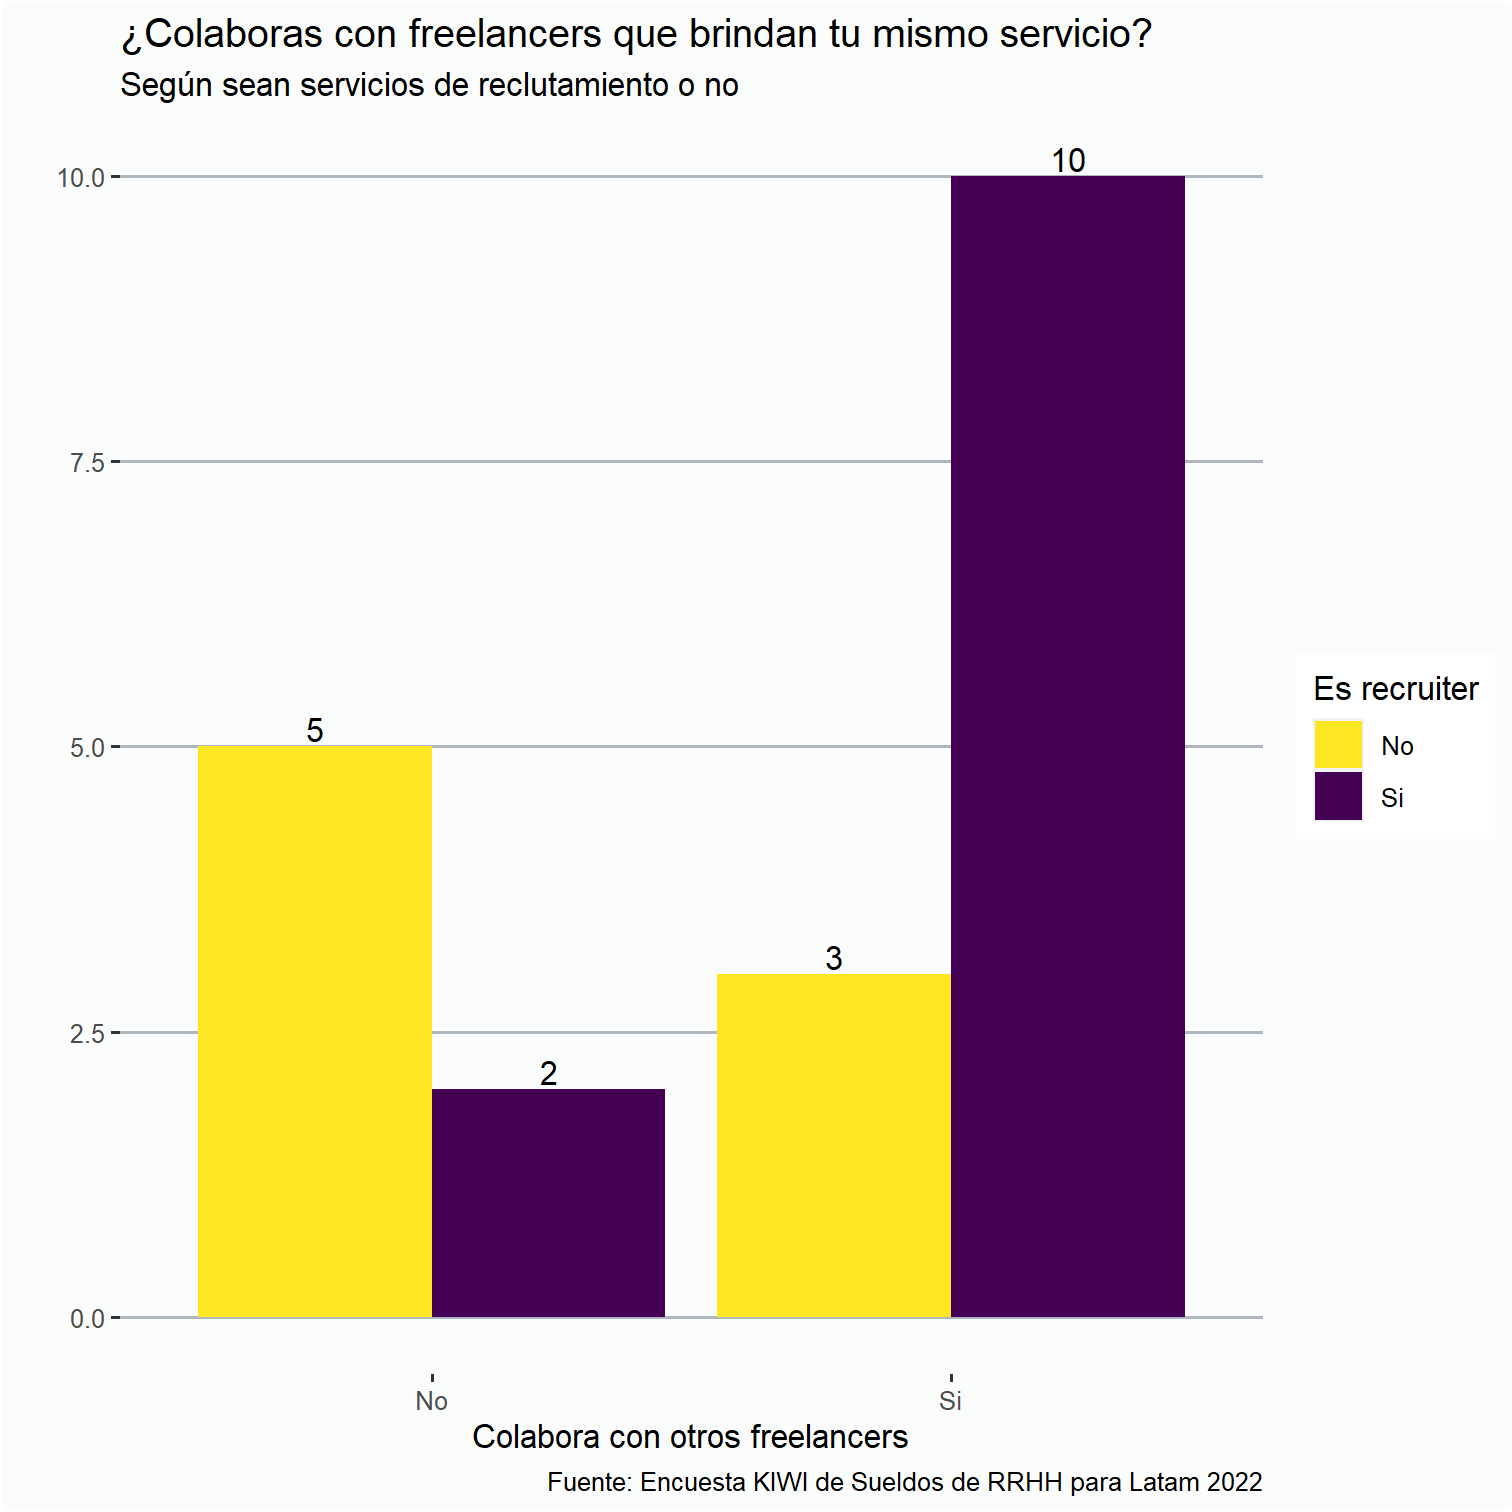 ¿Colaboras con freelancers que brindan tu mismo servicio?
Según sean servicios de reclutamiento o no
10.0
7.5
5.0
2.5
0.0
5
2
3
10
No
Si
Colabora con otros freelancers
Es recruiter
No
Si
Fuente: Encuesta KIWI de Sueldos de RRHH para Latam 2022